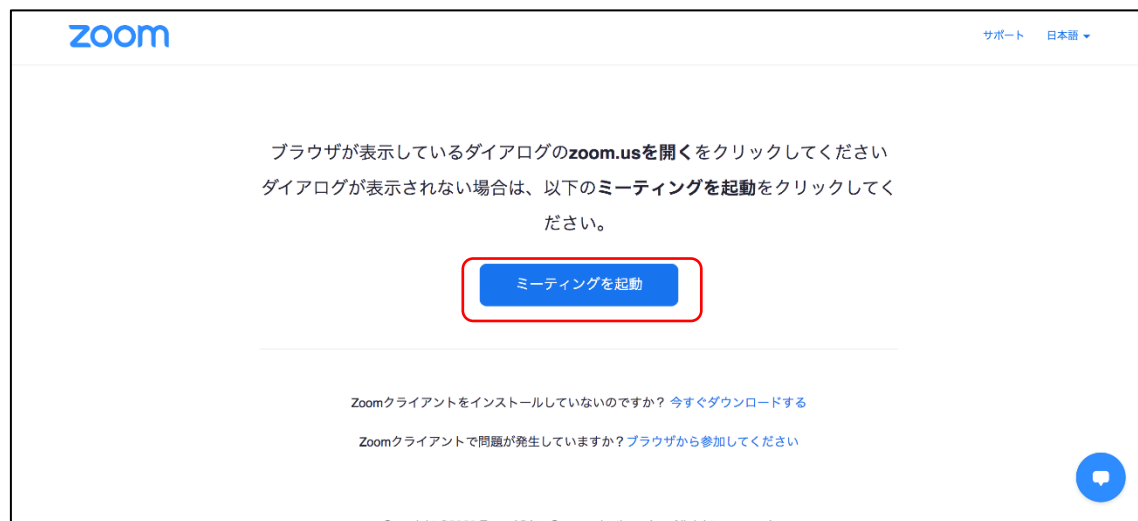 zoom
サポート 日本語
ブラウザが表示しているダイアログのzoom.usを開くをクリックしてください
ダイアログが表示されない場合は、以下のミーティングを起動をクリックしてく
ださい。
ミーティングを起動
Zoomクライアントをインストールしていないのですか？ 今すぐダウンロードする
Zoomクライアントで問題が発生していますか？ブラウザから参加してください